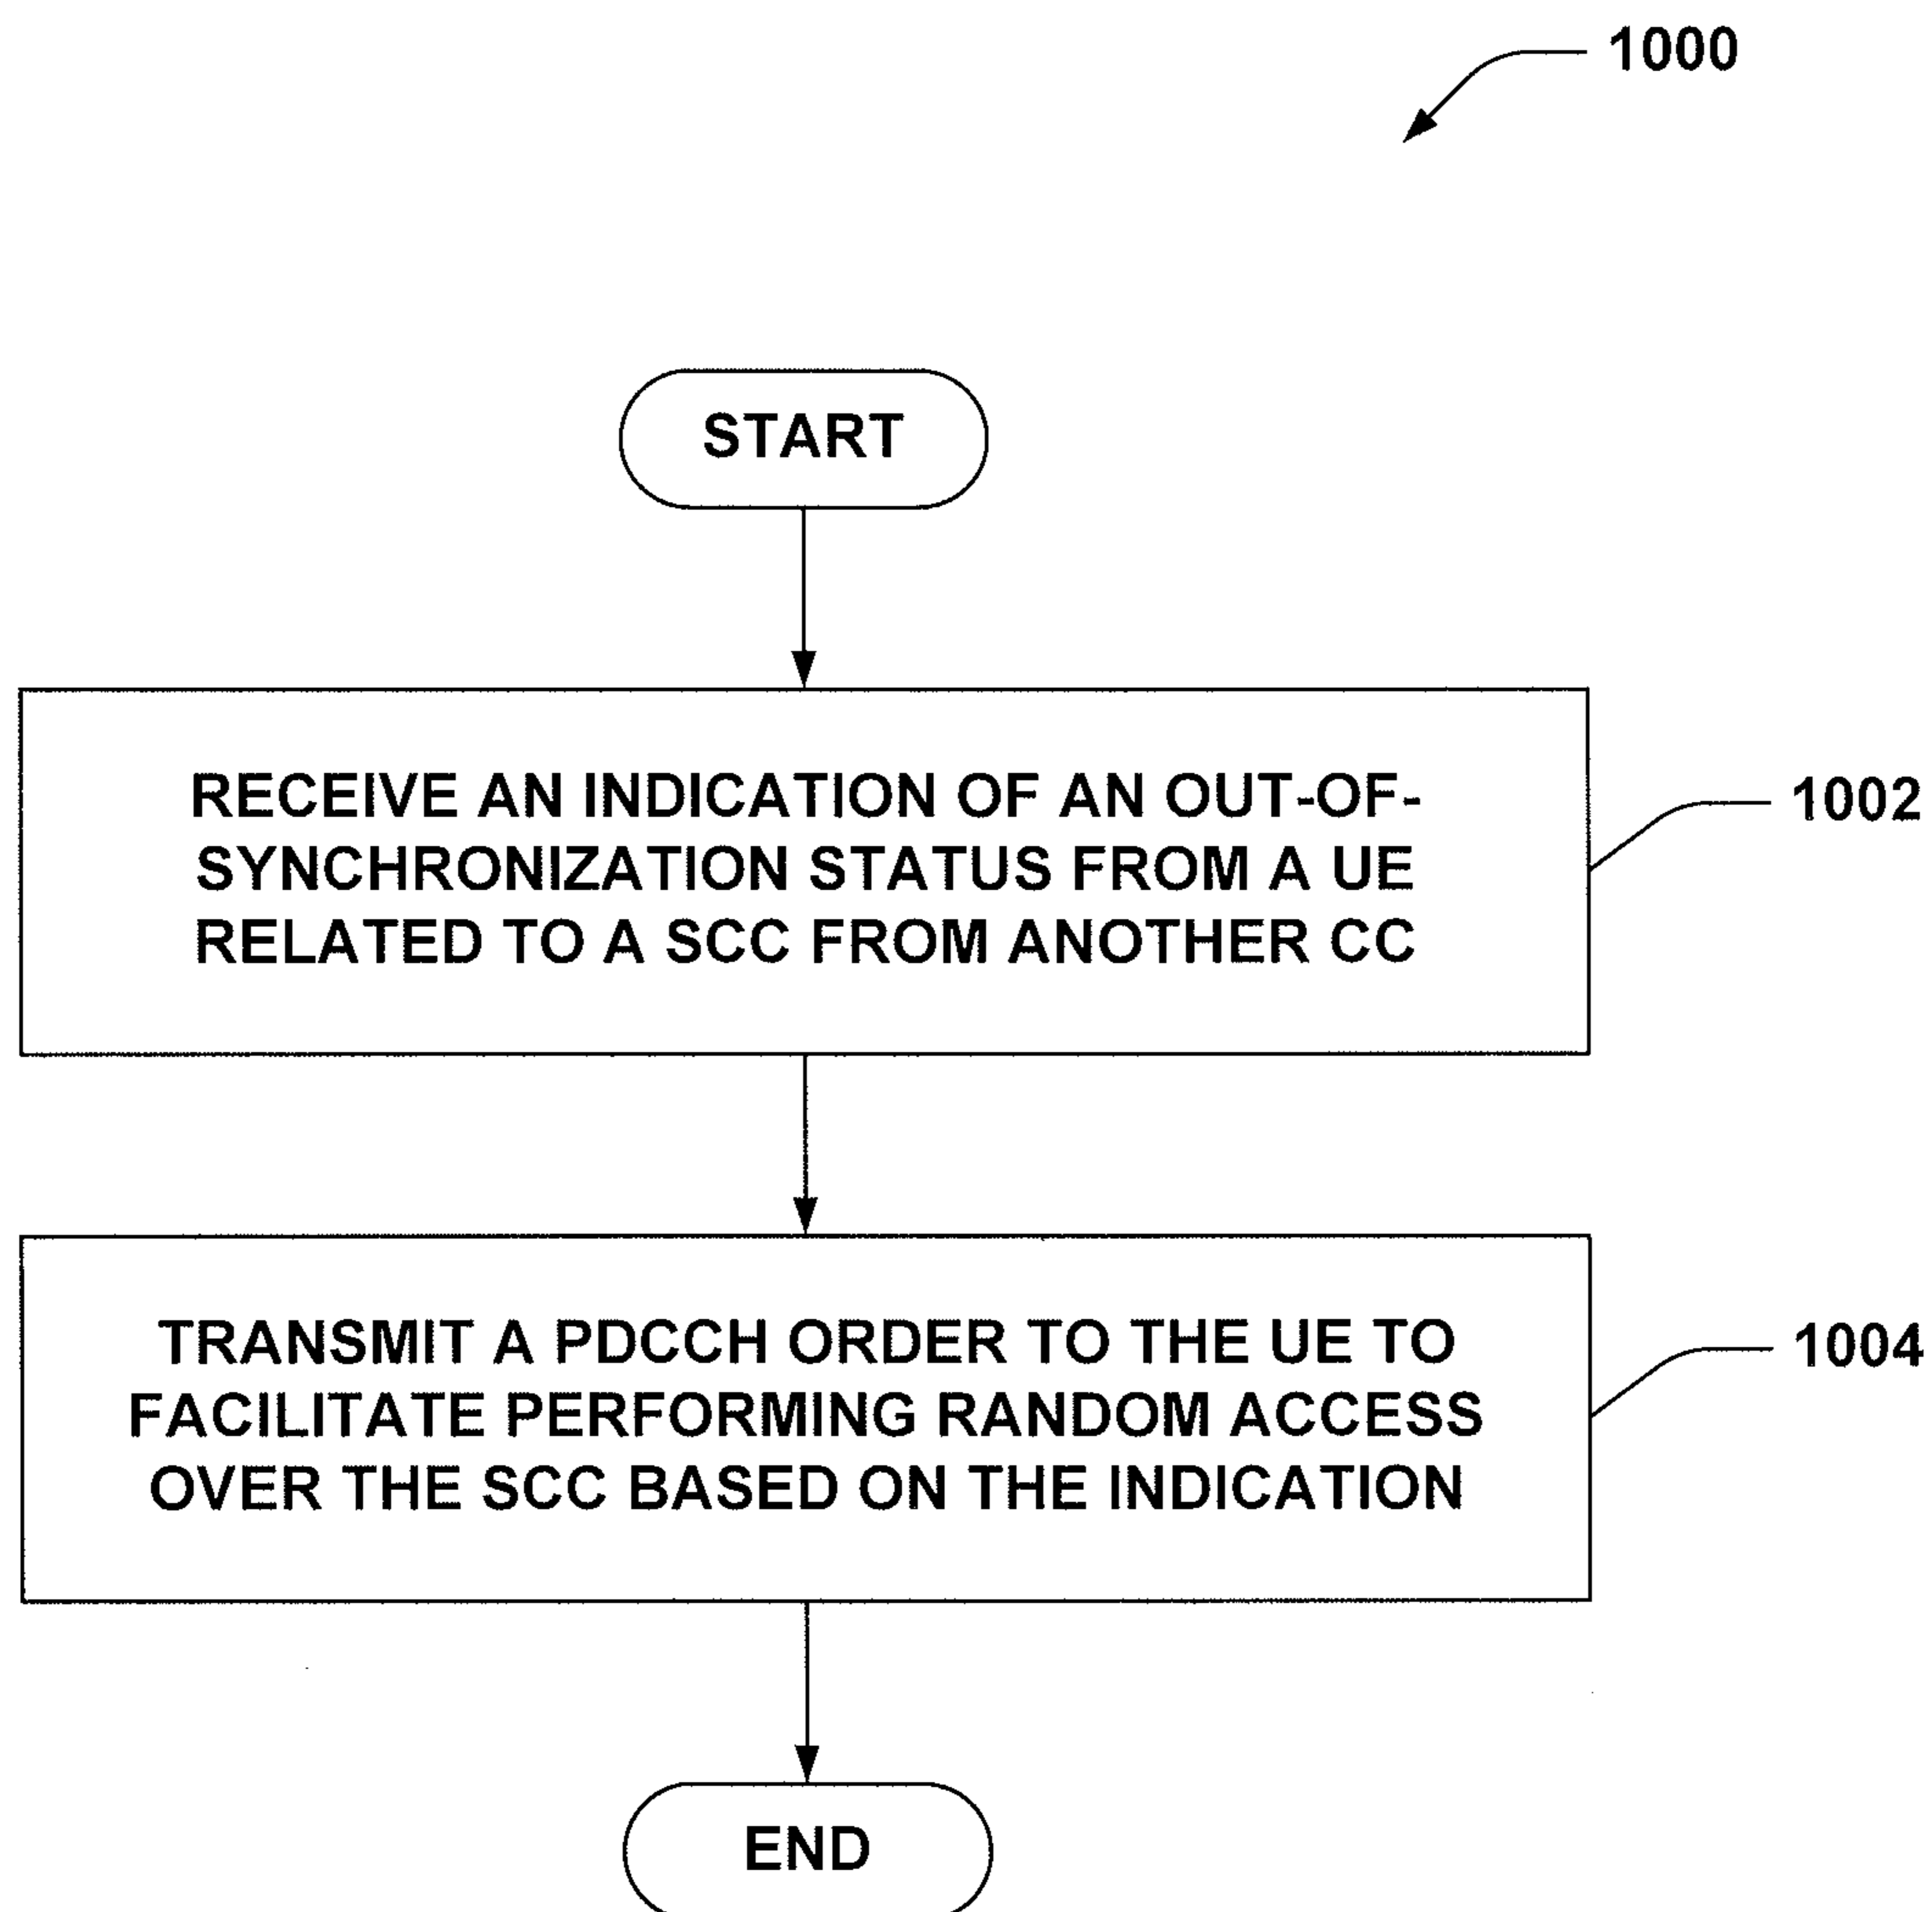 1000
START
RECEIVE AN INDICATION OF AN OUT-OF-
SYNCHRONIZATION STATUS FROM A UE
RELATED TO A SCC FROM ANOTHER CC
1002
TRANSMIT A PDCCH ORDER TO THE UE TO
FACILITATE PERFORMING RANDOM ACCESS
OVER THE SCC BASED ON THE INDICATION
1004
END